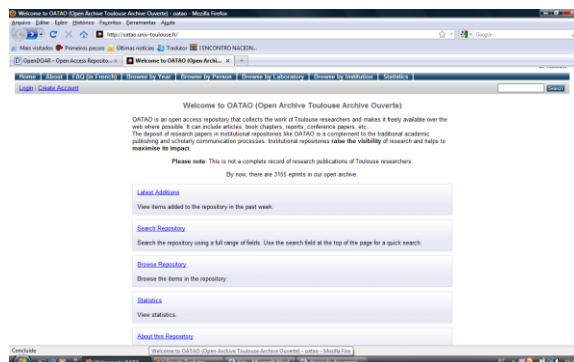 Welcome to OATAO (Open Archive Toulouse Archive Ouverte) - oatao - Mozilla Firefox
Arquivo Editar Exibir Histórico Favoritos Ferramentas Ajuda
http://oatao.univ-toulouse.fr/
Google
Mais visitados Primeiros passos Últimas notícias Tradutor I ENCONTRO NACION...
OpenDOAR - Open Access Reposito... Welcome to OATAO (Open Archi...
Home About FAQ (in French) Browse by Year Browse by Person Browse by Laboratory Browse by Institution Statistics
Login Create Account Search
Welcome to OATAO (Open Archive Toulouse Archive Ouverte)
OATAO is an open access repository that collects the work of Toulouse researchers and makes it freely available over the
web where possible. It can include articles, book chapters, reports, conference papers, etc...
The deposit of research papers in institutional repositories like OATAO is a complement to the traditional academic
publishing and scholarly communication processes. Institutional repositories raise the visibility of research and helps to
maximise its impact.
Please note: This is not a complete record of research publications of Toulouse researchers.
By now, there are 3155 eprints in our open archive.
Latest Additions
View items added to the repository in the past week.
Search Repository
Search the repository using a full range of fields. Use the search field at the top of the page for a quick search.
Browse Repository
Browse the items in the repository.
Statistics
View statistics.
About this Repository
Concluído
Welcome to OATAO (Open Archive Toulouse Archive Ouverte) - oatao - Mozilla Fire